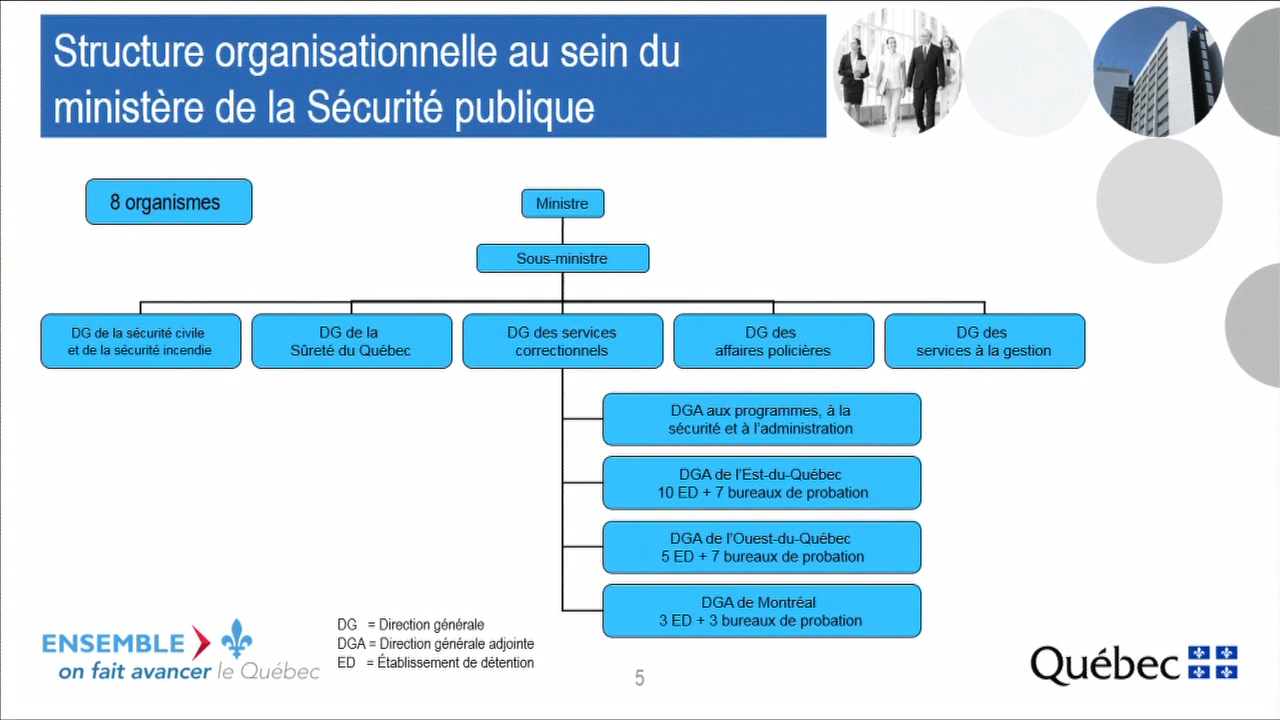 Structure organisationnelle au sein du
ministère de la Sécurité publique
8 organismes
Ministre
Sous-ministre
DG de la sécurité civile
et de la sécurité incendie
DG de la
Sûreté du Québec
DG des services
correctionnels
DG des
affaires policières
DG des
services à la gestion
DGA aux programmes, à la
sécurité et à l'administration
DGA de l'Est-du-Québec
10 ED + 7 bureaux de probation
DGA de l'Ouest-du-Québec
5 ED + 7 bureaux de probation
DGA de Montréal
3 ED + 3 bureaux de probation
DG = Direction générale
DGA = Direction générale adjointe
ED = Établissement de détention
ENSEMBLE
on fait avancer le Québec
5
Québec